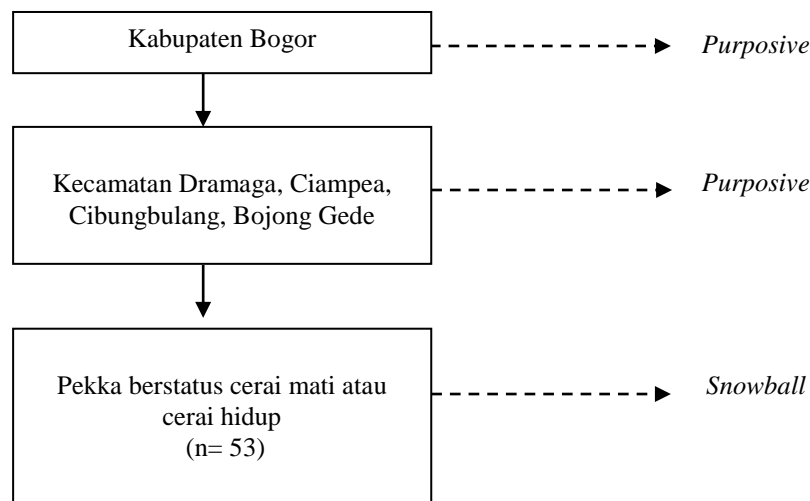 Kabupaten Bogor
Purposive
Kecamatan Dramaga, Ciampea,
Cibungbulang, Bojong Gede
Purposive
Pekka berstatus cerai mati atau
cerai hidup
(n= 53)
Snowball